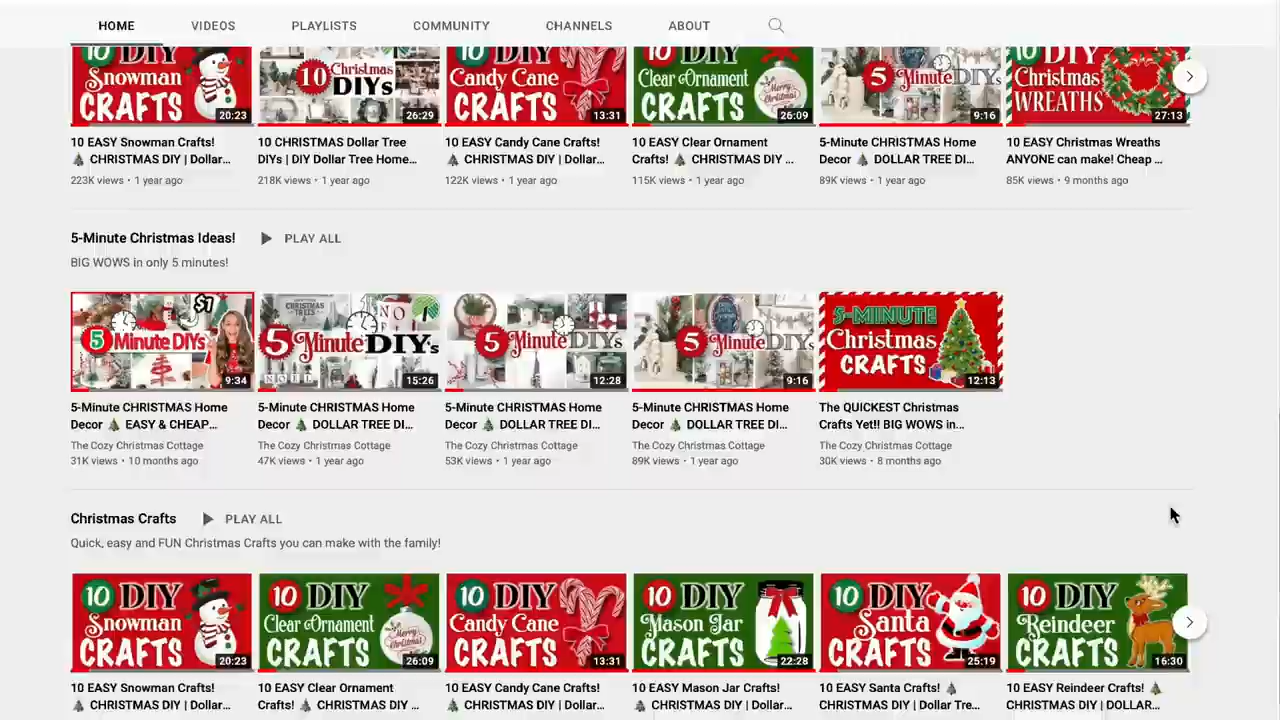 HOME VIDEOS PLAYLISTS COMMUNITY CHANNELS ABOUT
10 DIY Snowman CRAFTS 20:23
10 Christmas DIYs 26:29
10 DIY Candy Cane CRAFTS 13:31
10 DIY Clear Ornament CRAFTS Merry Christmas 26:09
5 Minute DIYs 9:16
10 DIY Christmas WREATHS 27:13
10 EASY Snowman Crafts!
🎄 CHRISTMAS DIY | Dollar...
223K views • 1 year ago
10 CHRISTMAS Dollar Tree
DIYs | DIY Dollar Tree Home...
218K views • 1 year ago
10 EASY Candy Cane Crafts!
🎄 CHRISTMAS DIY | Dollar...
122K views • 1 year ago
10 EASY Clear Ornament
Crafts! 🎄 CHRISTMAS DIY ...
115K views • 1 year ago
5-Minute CHRISTMAS Home
Decor 🎄 DOLLAR TREE DI...
89K views • 1 year ago
10 EASY Christmas Wreaths
ANYONE can make! Cheap ...
85K views • 9 months ago
5-Minute Christmas Ideas! PLAY ALL
BIG WOWS in only 5 minutes!
5 Minute DIYs $1 9:34
CHRISTMAS TREES NO NOEL 5 Minute DIYs 15:26
5 Minute DIYs 12:28
5 Minute DIYs 9:16
5-MINUTE Christmas CRAFTS 12:13
5-Minute CHRISTMAS Home
Decor 🎄 EASY & CHEAP...
The Cozy Christmas Cottage
31K views • 10 months ago
5-Minute CHRISTMAS Home
Decor 🎄 DOLLAR TREE DI...
The Cozy Christmas Cottage
47K views • 1 year ago
5-Minute CHRISTMAS Home
Decor 🎄 DOLLAR TREE DI...
The Cozy Christmas Cottage
53K views • 1 year ago
5-Minute CHRISTMAS Home
Decor 🎄 DOLLAR TREE DI...
The Cozy Christmas Cottage
89K views • 1 year ago
The QUICKEST Christmas
Crafts Yet!! BIG WOWS in...
The Cozy Christmas Cottage
30K views • 8 months ago
Christmas Crafts PLAY ALL
Quick, easy and FUN Christmas Crafts you can make with the family!
10 DIY Snowman CRAFTS 20:23
10 DIY Clear Ornament CRAFTS Merry Christmas 26:09
10 DIY Candy Cane CRAFTS 13:31
10 DIY Mason Jar CRAFTS 22:28
10 DIY Santa CRAFTS 25:19
10 DIY Reindeer CRAFTS 16:30
10 EASY Snowman Crafts!
🎄 CHRISTMAS DIY | Dollar...
10 EASY Clear Ornament
Crafts! 🎄 CHRISTMAS DIY ...
10 EASY Candy Cane Crafts!
🎄 CHRISTMAS DIY | Dollar...
10 EASY Mason Jar Crafts!
🎄 CHRISTMAS DIY | Dollar...
10 EASY Santa Crafts! 🎄
CHRISTMAS DIY | Dollar Tre...
10 EASY Reindeer Crafts! 🎄
CHRISTMAS DIY | DOLLAR...